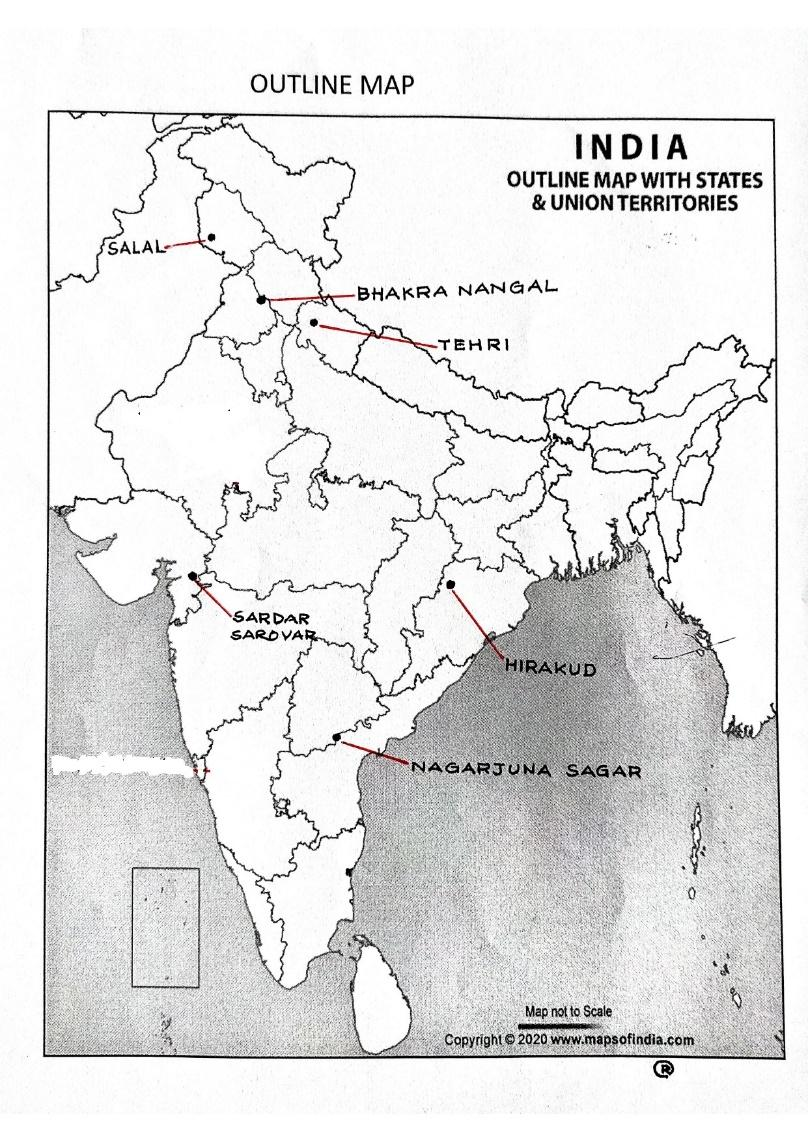 OUTLINE MAP
INDIA
OUTLINE MAP WITH STATES
& UNION TERRITORIES
SALAL
BHAKRA NANGAL
TEHRI
SARDAR
SAROVAR
HIRAKUD
NAGARJUNA SAGAR
Map not to Scale
Copyright © 2020 www.mapsofindia.com
®